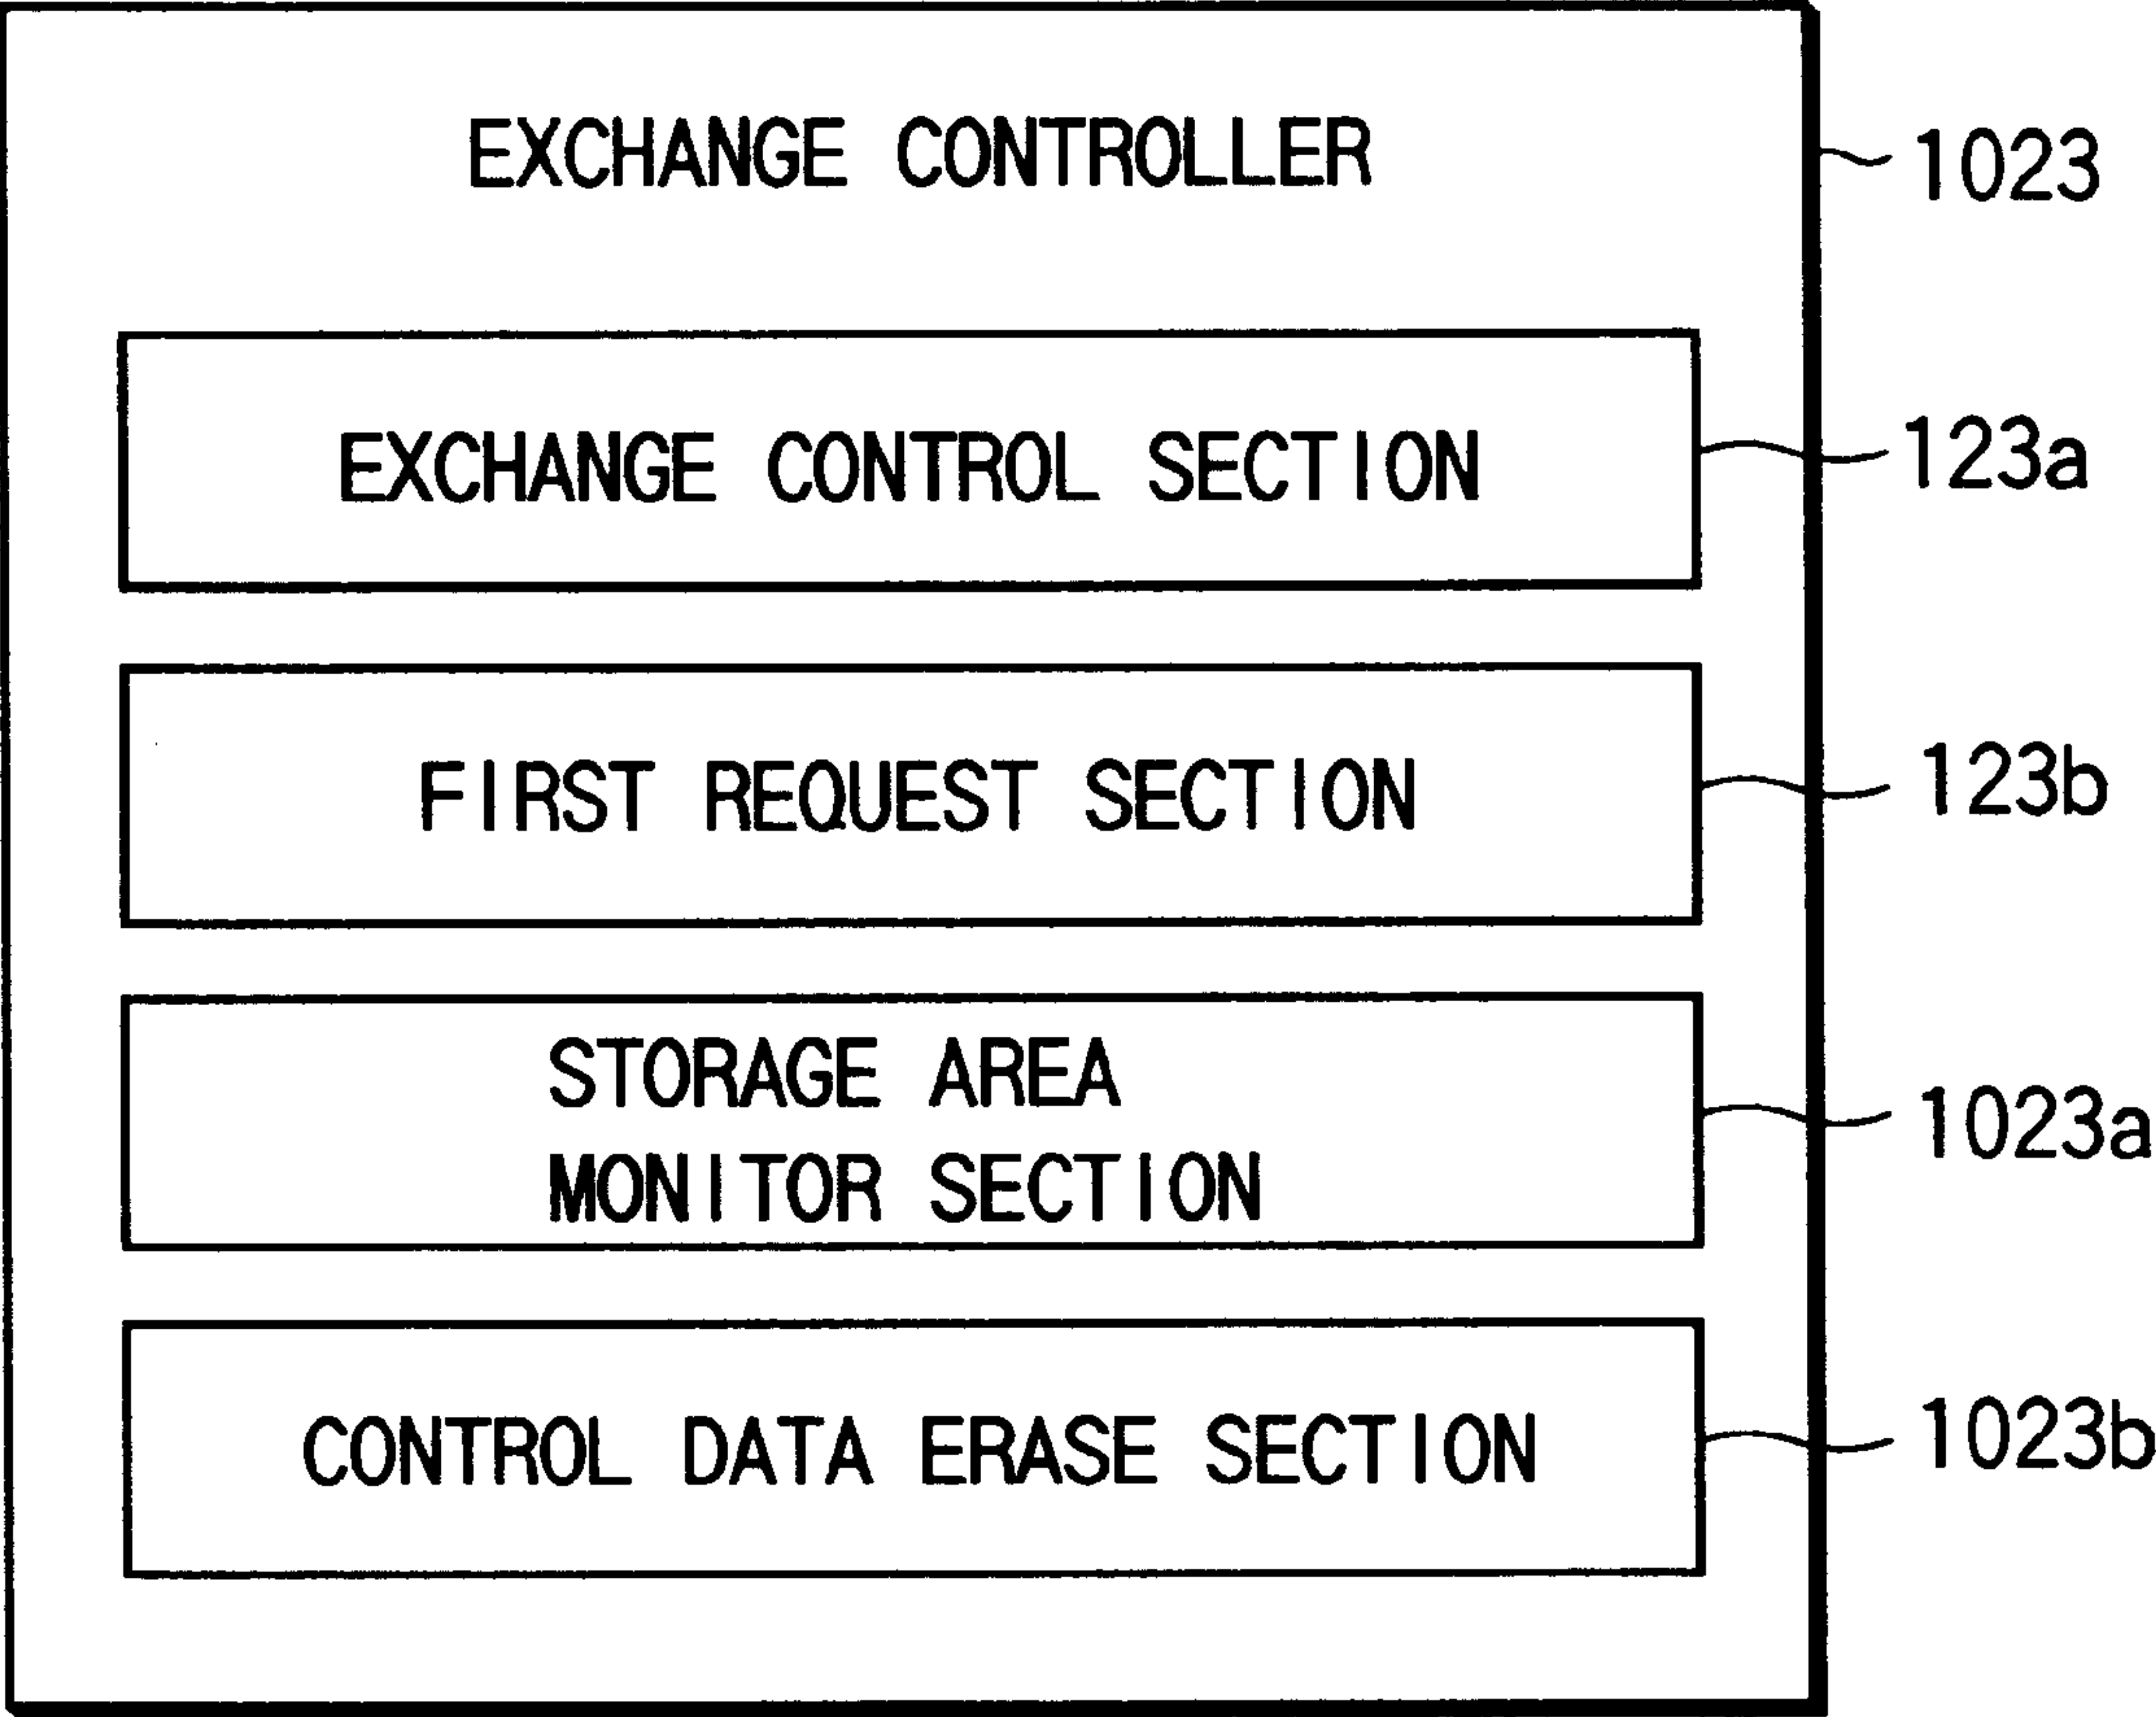 EXCHANGE CONTROLLER
1023
EXCHANGE CONTROL SECTION
123a
FIRST REQUEST SECTION
123b
STORAGE AREA
MONITOR SECTION
1023a
CONTROL DATA ERASE SECTION
1023b